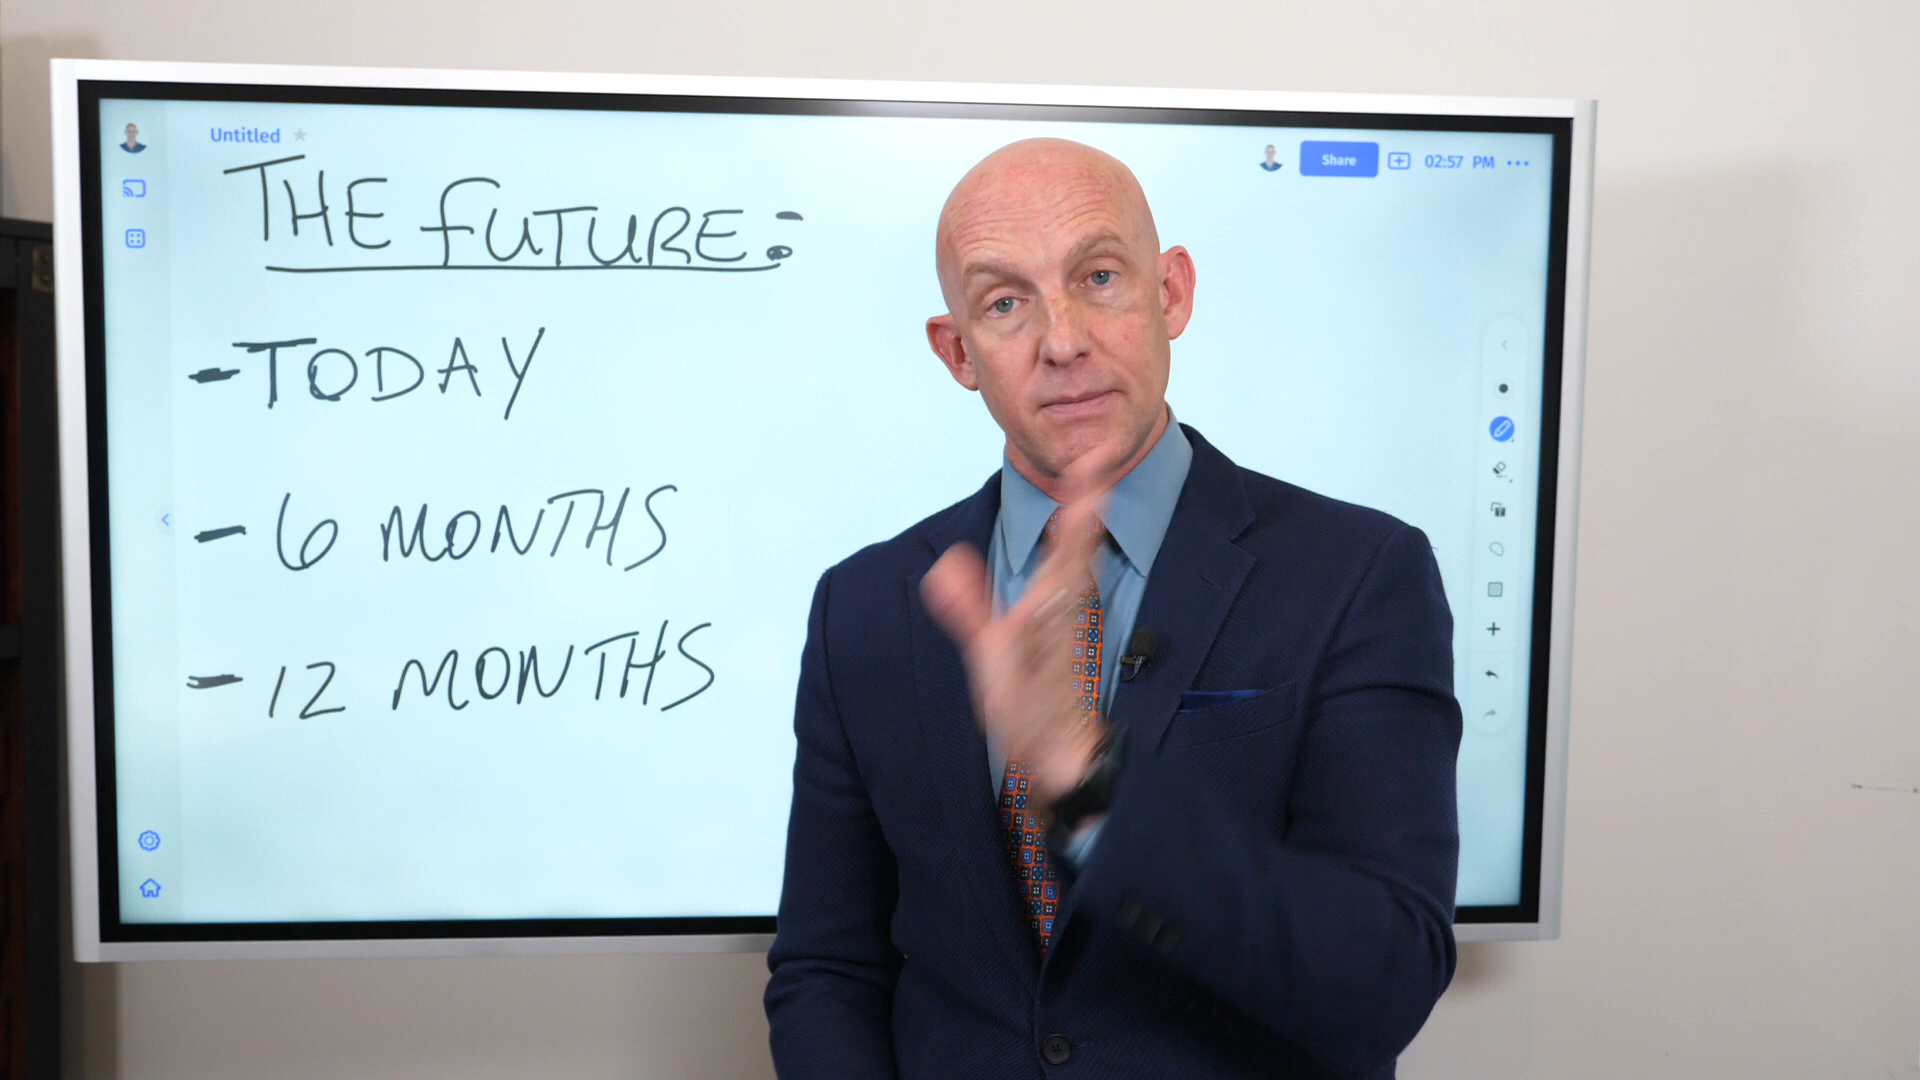 Untitled
Share
02:57 PM
THE FUTURE:
- TODAY
- 6 MONTHS
- 12 MONTHS